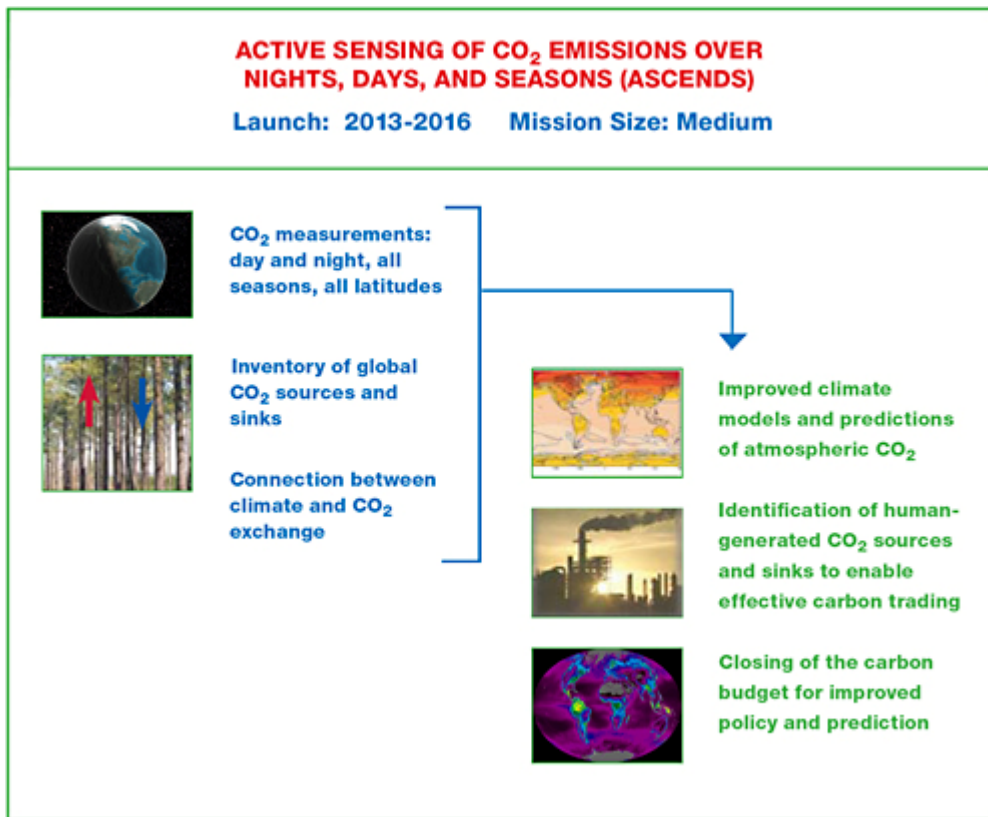 ACTIVE SENSING OF CO₂ EMISSIONS OVER
NIGHTS, DAYS, AND SEASONS (ASCENDS)
Launch: 2013-2016 Mission Size: Medium
CO₂ measurements:
day and night, all
seasons, all latitudes
Inventory of global
CO₂ sources and
sinks
Connection between
climate and CO₂
exchange
Improved climate
models and predictions
of atmospheric CO₂
Identification of human-
generated CO₂ sources
and sinks to enable
effective carbon trading
Closing of the carbon
budget for improved
policy and prediction